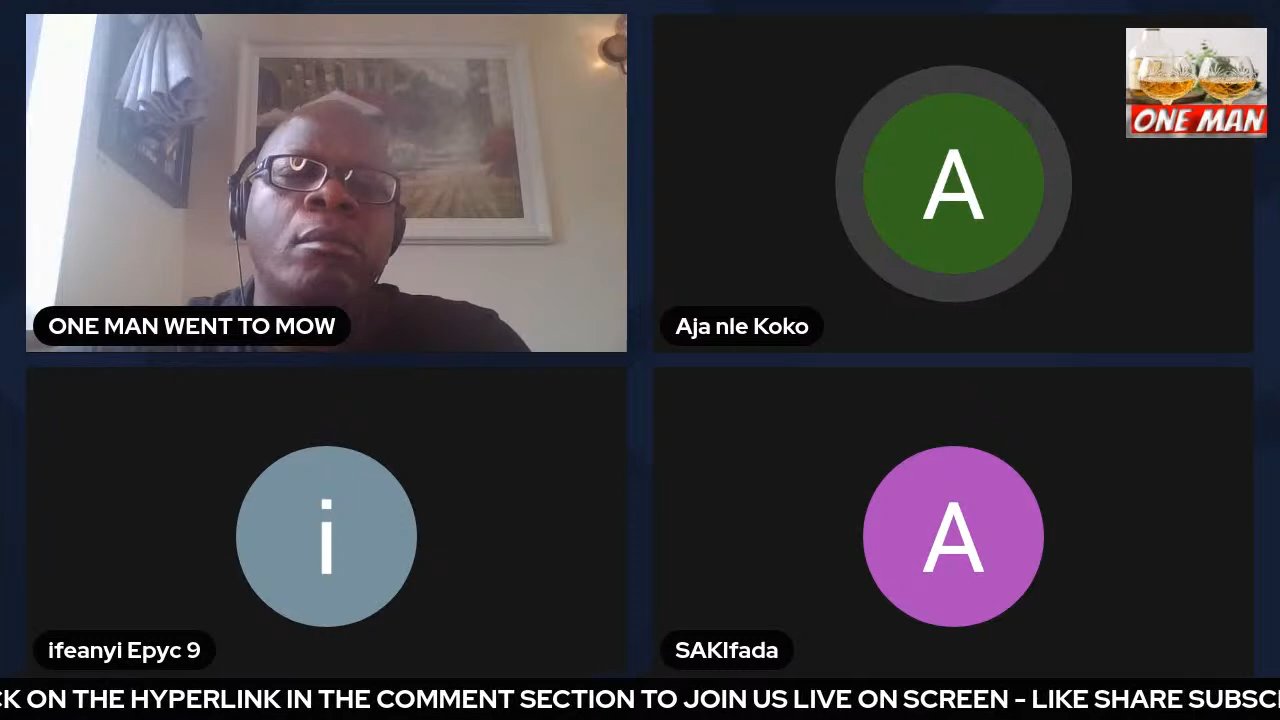 ONE MAN
A
ONE MAN WENT TO MOW
Aja nle Koko
i
A
ifeanyi Epyc 9
SAKIfada
CK ON THE HYPERLINK IN THE COMMENT SECTION TO JOIN US LIVE ON SCREEN - LIKE SHARE SUBSC